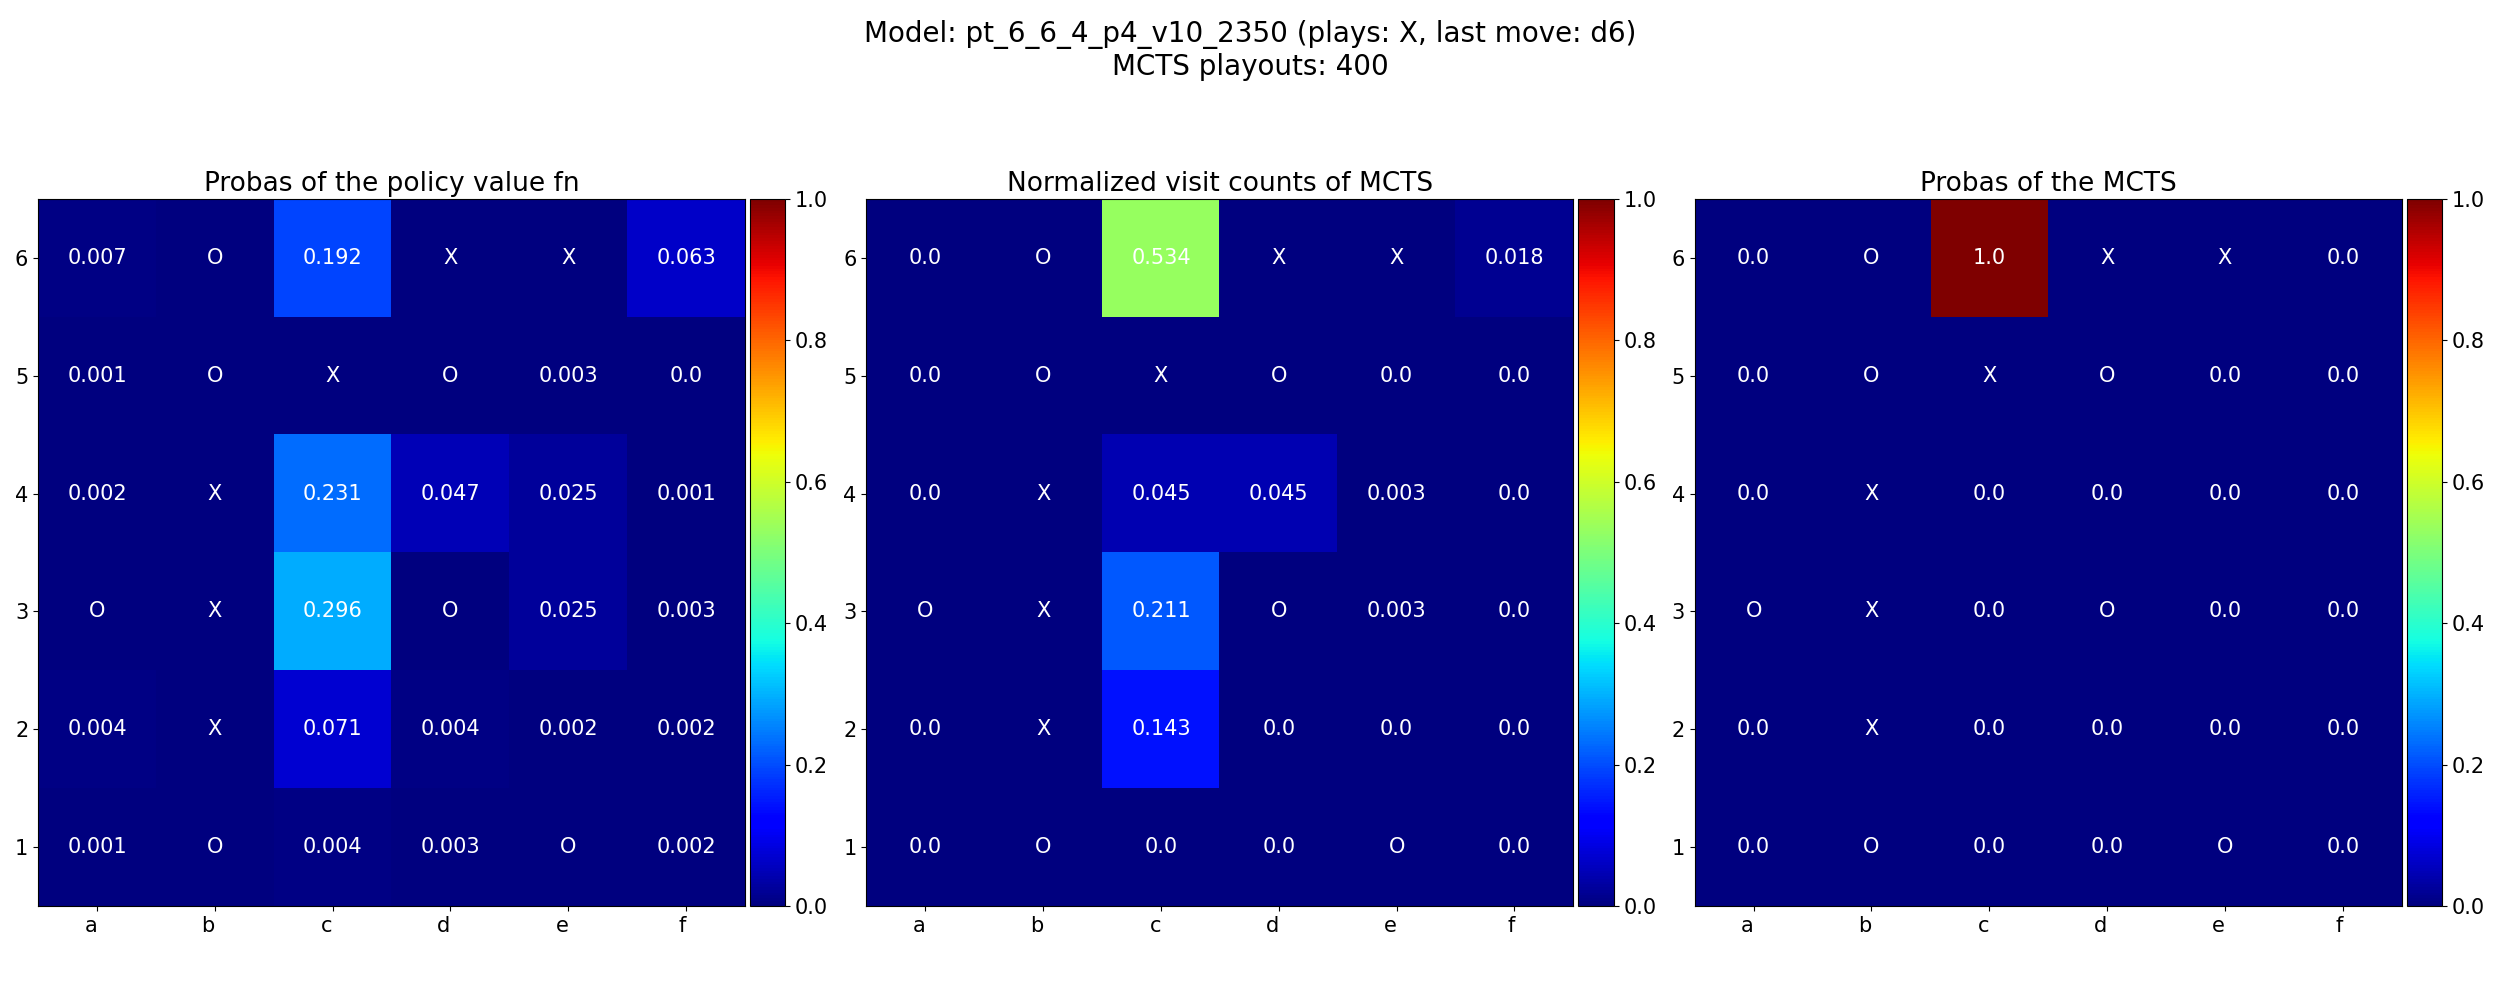 Model: pt_6_6_4_p4_v10_2350 (plays: X, last move: d6)
MCTS playouts: 400
Probas of the policy value fn
6 0.007 O 0.192 X X 0.063
5 0.001 O X O 0.003 0.0
4 0.002 X 0.231 0.047 0.025 0.001
3 O X 0.296 O 0.025 0.003
2 0.004 X 0.071 0.004 0.002 0.002
1 0.001 O 0.004 0.003 O 0.002
a b c d e f
1.0
0.8
0.6
0.4
0.2
0.0
Normalized visit counts of MCTS
6 0.0 O 0.534 X X 0.018
5 0.0 O X O 0.0 0.0
4 0.0 X 0.045 0.045 0.003 0.0
3 O X 0.211 O 0.003 0.0
2 0.0 X 0.143 0.0 0.0 0.0
1 0.0 O 0.0 0.0 O 0.0
a b c d e f
1.0
0.8
0.6
0.4
0.2
0.0
Probas of the MCTS
6 0.0 O 1.0 X X 0.0
5 0.0 O X O 0.0 0.0
4 0.0 X 0.0 0.0 0.0 0.0
3 O X 0.0 O 0.0 0.0
2 0.0 X 0.0 0.0 0.0 0.0
1 0.0 O 0.0 0.0 O 0.0
a b c d e f
1.0
0.8
0.6
0.4
0.2
0.0